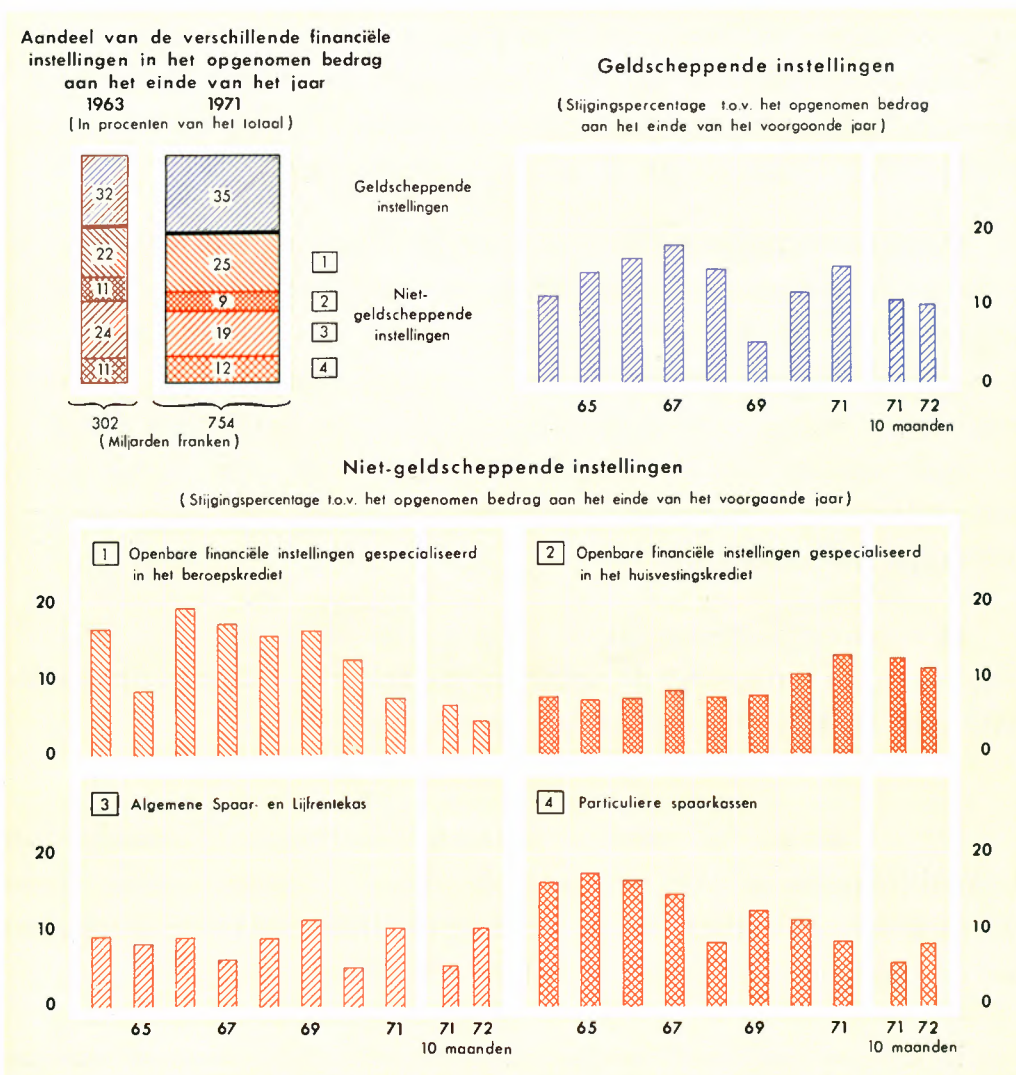 Aandeel van de verschillende financiële
instellingen in het opgenomen bedrag
aan het einde van het jaar
1963 1971
(In procenten van het totaal)
32 35
22 25
11 9
24 19
11 12
302 754
(Miljarden franken)
Geldscheppende
instellingen
1
2
3
4
Niet-
geldscheppende
instellingen
Geldscheppende instellingen
(Stijgingspercentage t.o.v. het opgenomen bedrag
aan het einde van het voorgaande jaar)
20
10
0
65 67 69 71 71 72
10 maanden
Niet-geldscheppende instellingen
(Stijgingspercentage t.o.v. het opgenomen bedrag aan het einde van het voorgaande jaar)
1 Openbare financiële instellingen gespecialiseerd
in het beroepskrediet
20
10
0
2 Openbare financiële instellingen gespecialiseerd
in het huisvestingskrediet
20
10
0
3 Algemene Spaar- en Lijfrentekas
20
10
0
65 67 69 71 71 72
10 maanden
4 Particuliere spaarkassen
20
10
0
65 67 69 71 71 72
10 maanden